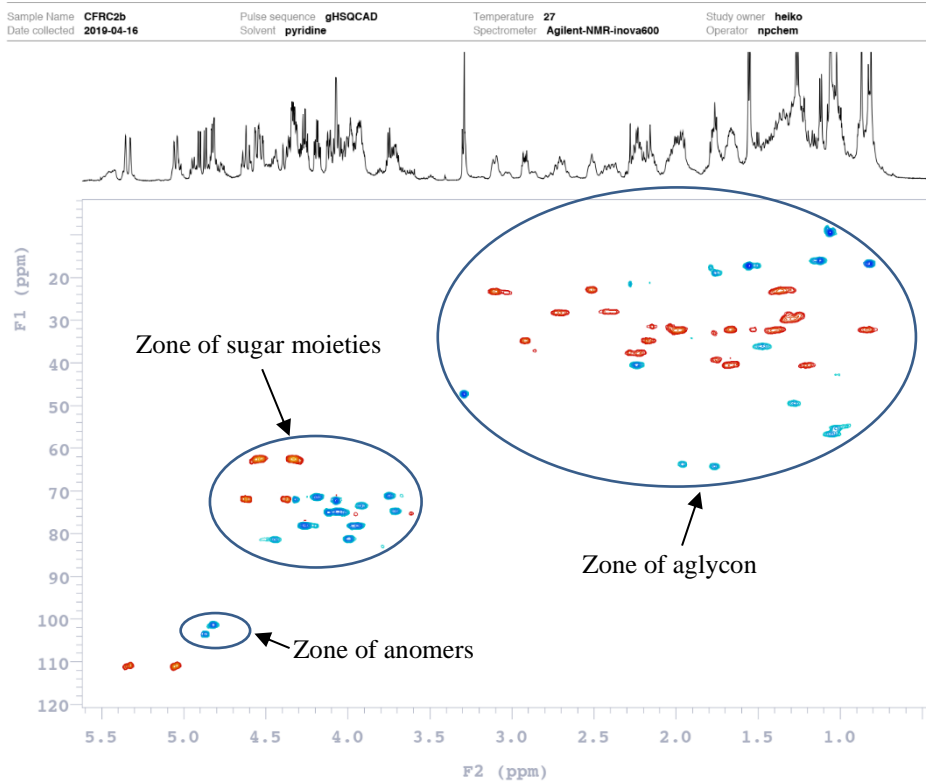 Sample Name CFRC2b Pulse sequence gHSQCAD Temperature 27 Study owner heiko
Date collected 2019-04-16 Solvent pyridine Spectrometer Agilent-NMR-inova600 Operator npchem
F1 (ppm)
20
30
40
50
60
70
80
90
100
110
120
Zone of sugar moieties
Zone of aglycon
Zone of anomers
5.5 5.0 4.5 4.0 3.5 3.0 2.5 2.0 1.5 1.0
F2 (ppm)